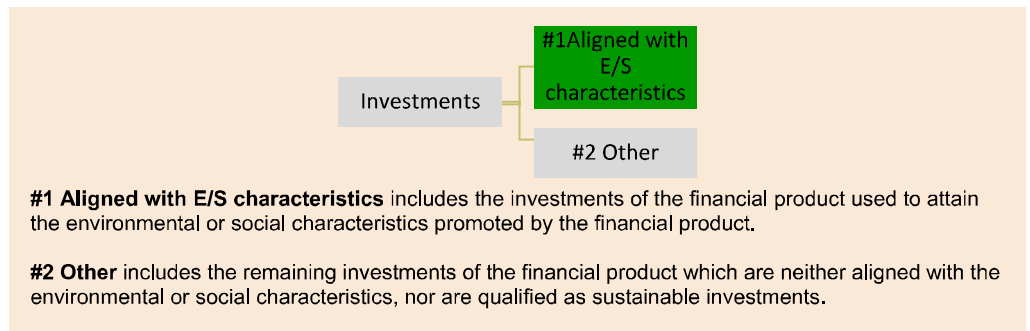 #1Aligned with
E/S
characteristics
Investments
#2 Other
#1 Aligned with E/S characteristics includes the investments of the financial product used to attain
the environmental or social characteristics promoted by the financial product.
#2 Other includes the remaining investments of the financial product which are neither aligned with the
environmental or social characteristics, nor are qualified as sustainable investments.